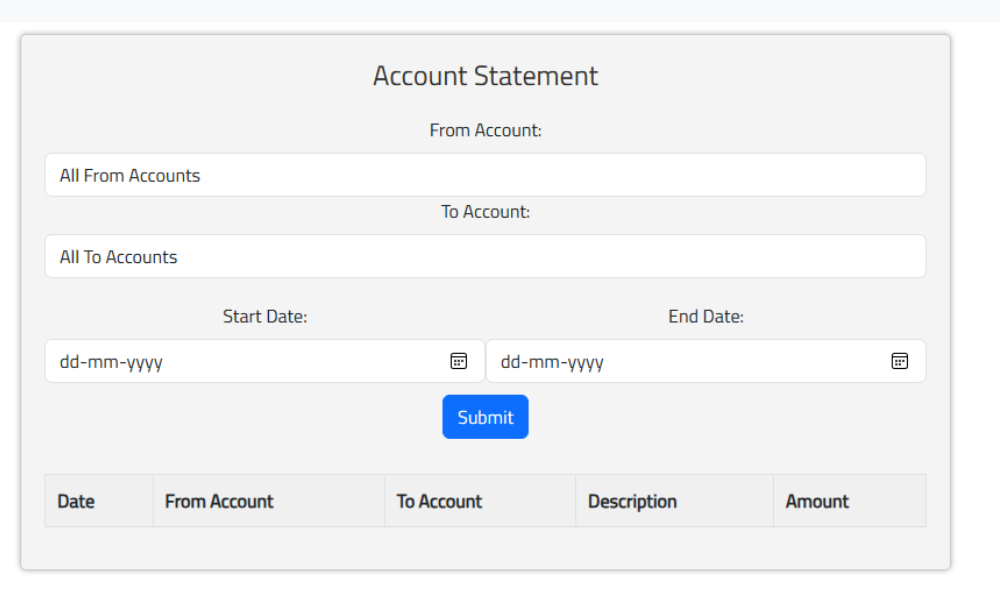 Account Statement
From Account:
All From Accounts
To Account:
All To Accounts
Start Date: End Date:
dd-mm-yyyy dd-mm-yyyy
Submit
Date From Account To Account Description Amount